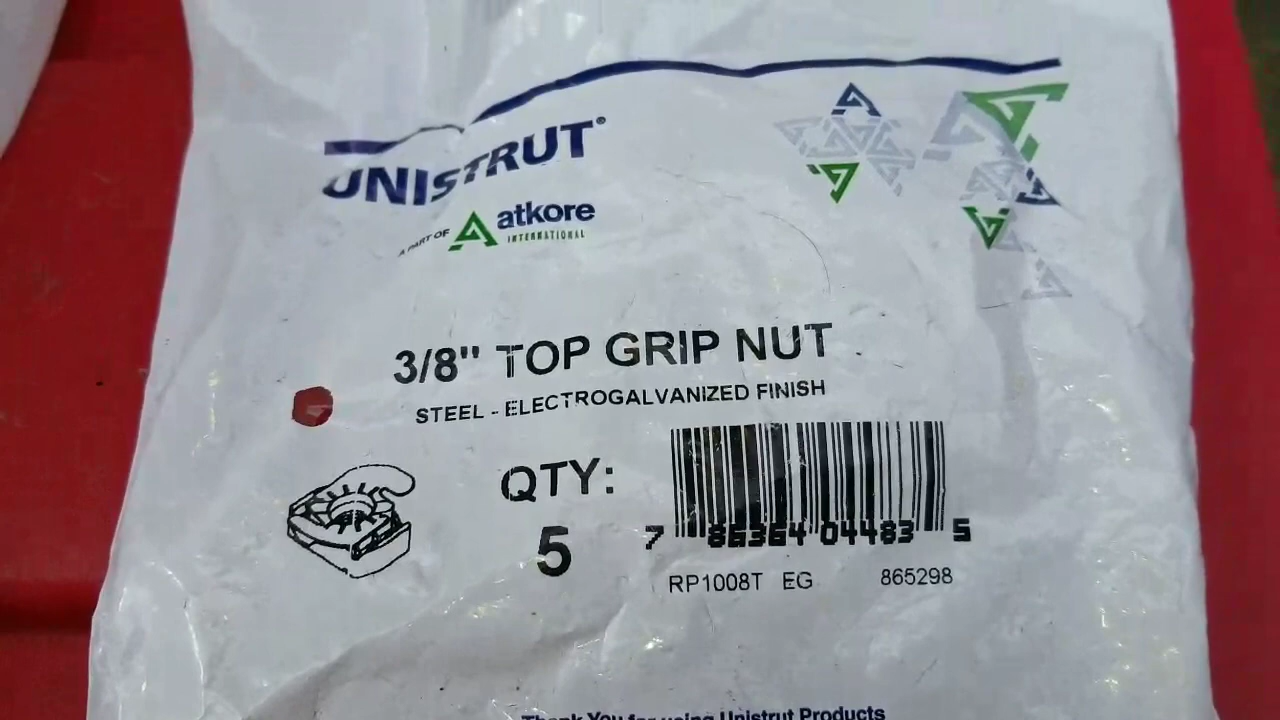 UNISTRUT®
A PART OF atkore
INTERNATIONAL
3/8" TOP GRIP NUT
STEEL - ELECTROGALVANIZED FINISH
QTY:
5
7 86364 04483 5
RP1008T EG 865298
Thank You for using Unistrut Products